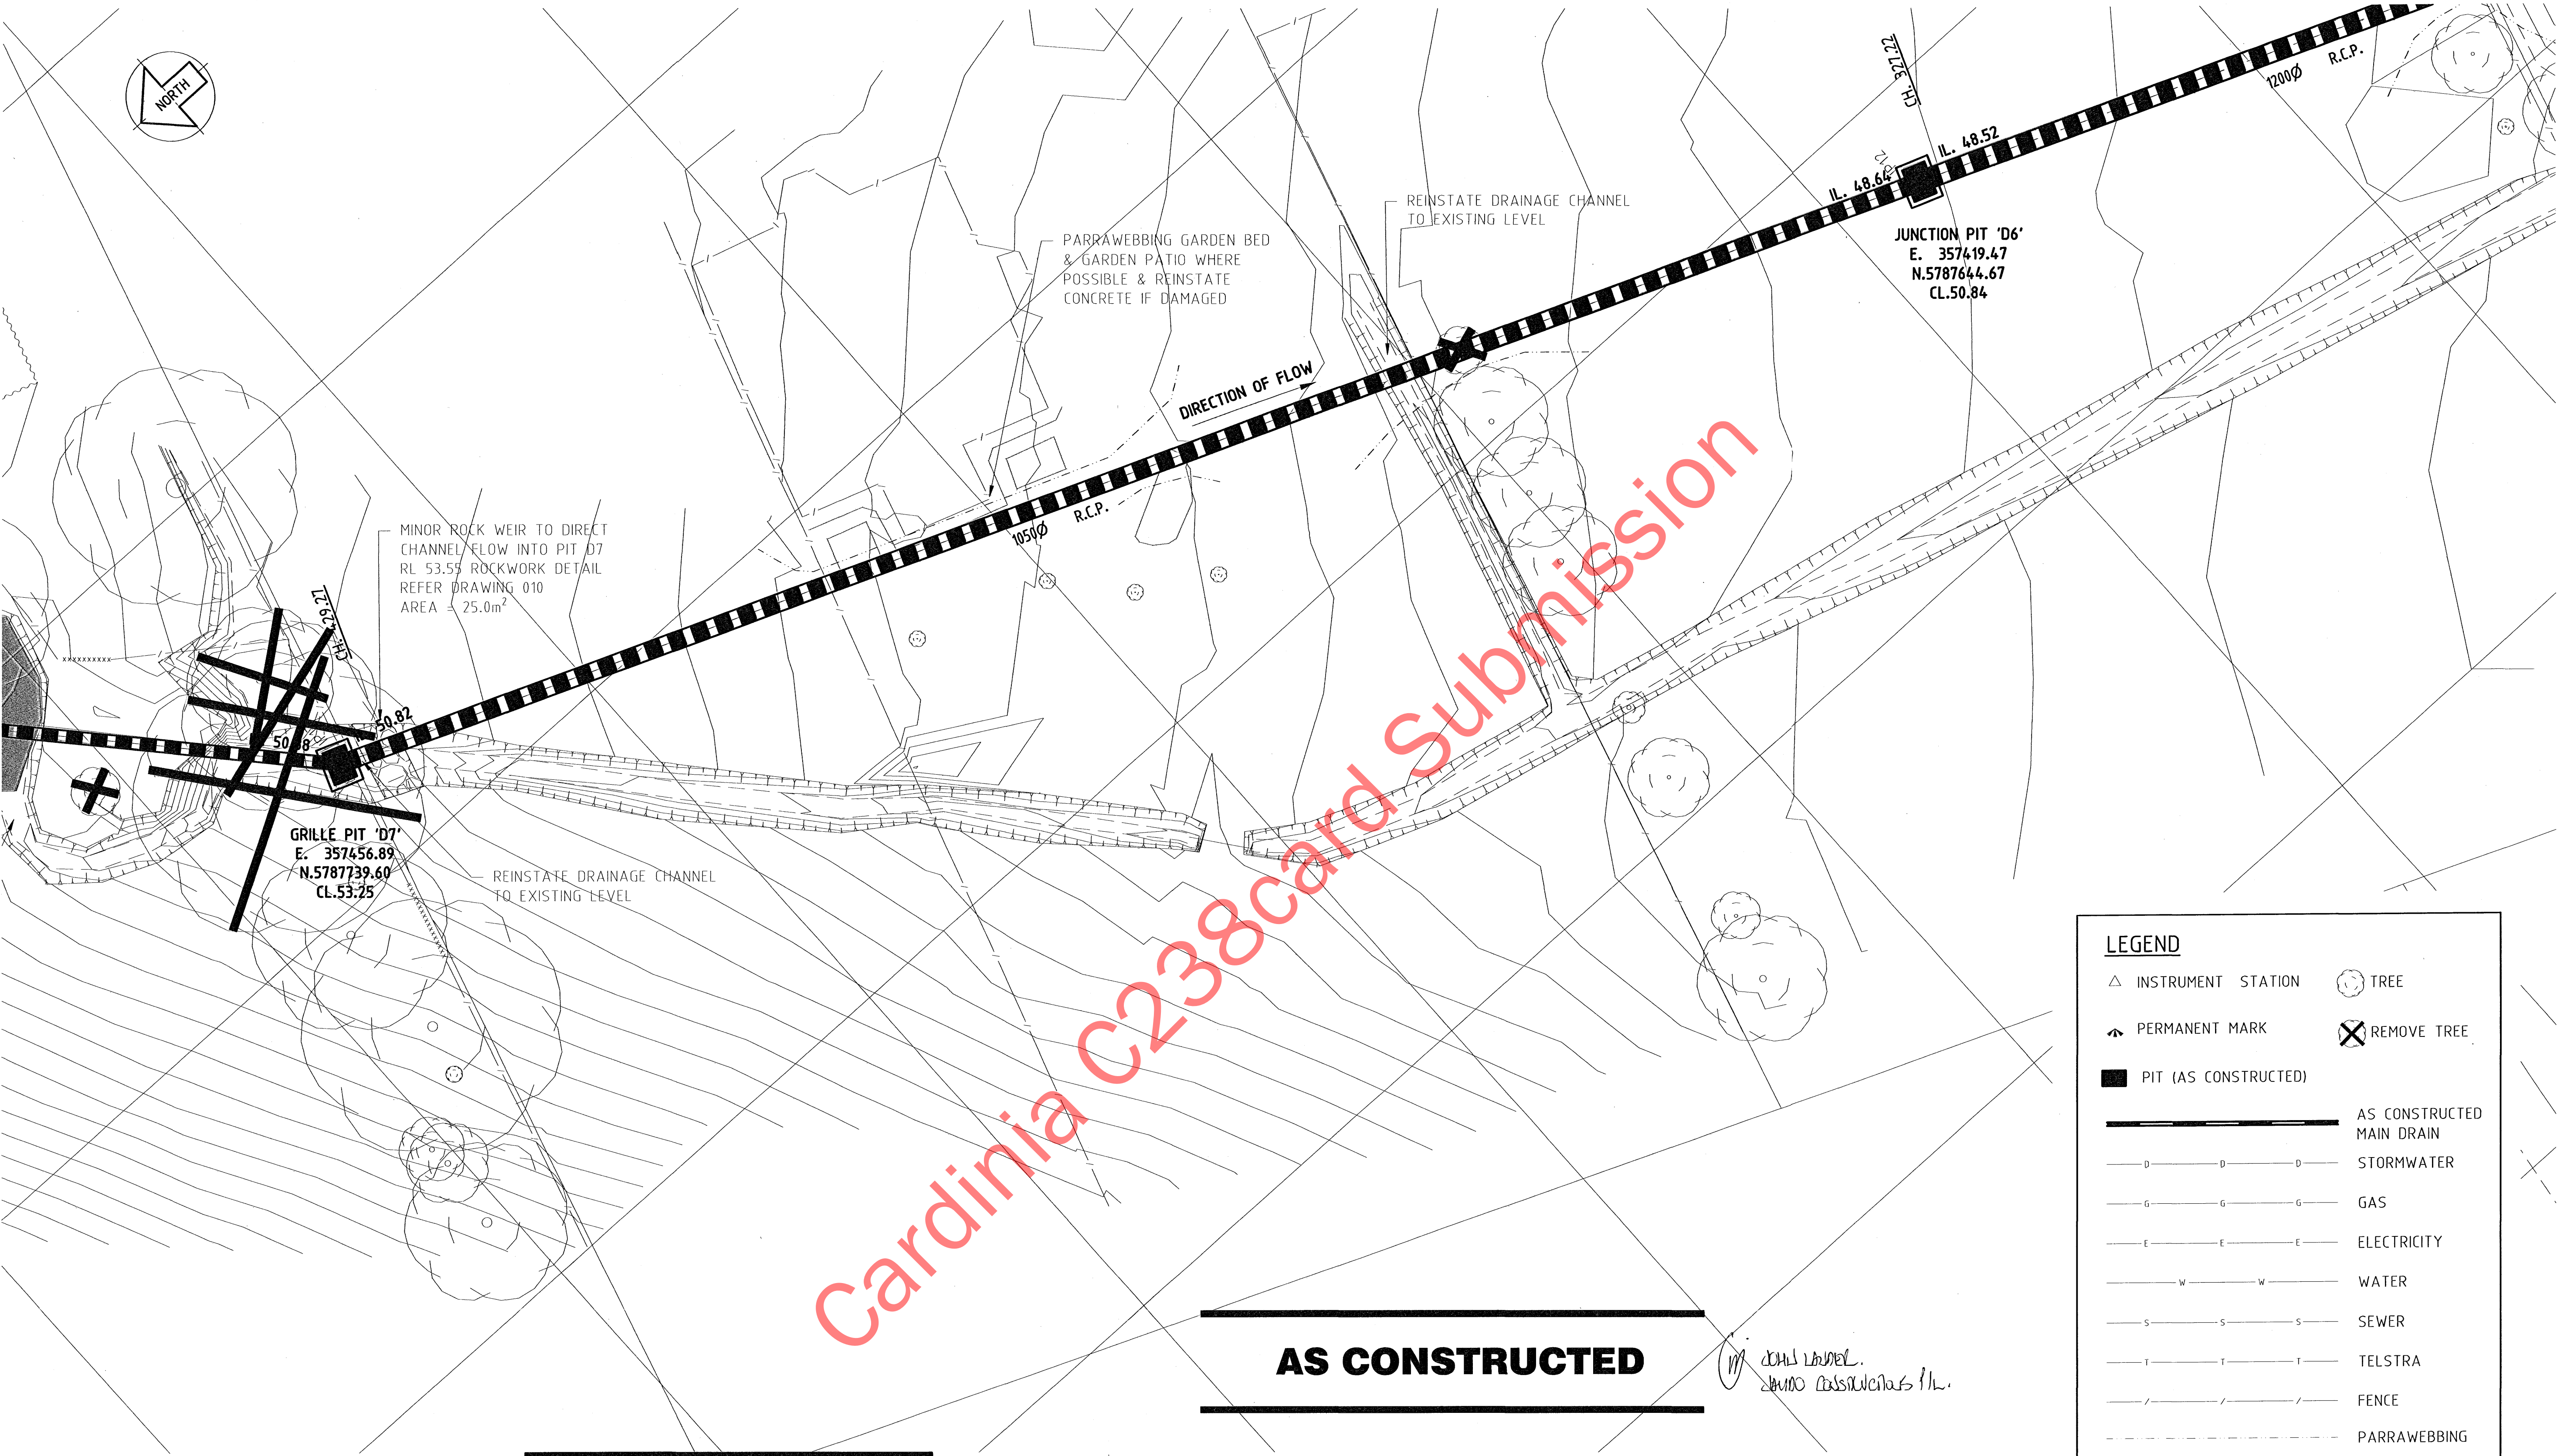 NORTH
CH. 327.22
1200Ø R.C.P.
IL. 48.52
IL. 48.64
JUNCTION PIT 'D6'
E. 357419.47
N.5787644.67
CL.50.84
REINSTATE DRAINAGE CHANNEL
TO EXISTING LEVEL
PARRAWEBBING GARDEN BED
& GARDEN PATIO WHERE
POSSIBLE & REINSTATE
CONCRETE IF DAMAGED
DIRECTION OF FLOW
1050Ø R.C.P.
MINOR ROCK WEIR TO DIRECT
CHANNEL FLOW INTO PIT D7
RL 53.55 ROCKWORK DETAIL
REFER DRAWING 010
AREA = 25.0m²
CH. 429.27
50.82
GRILLE PIT 'D7'
E. 357456.89
N.5787739.60
CL.53.25
REINSTATE DRAINAGE CHANNEL
TO EXISTING LEVEL
Cardinia C238card Submission
LEGEND
INSTRUMENT STATION
TREE
PERMANENT MARK
REMOVE TREE
PIT (AS CONSTRUCTED)
AS CONSTRUCTED
MAIN DRAIN
D D D STORMWATER
G G G GAS
E E E ELECTRICITY
W W WATER
S S S SEWER
T T T TELSTRA
FENCE
PARRAWEBBING
AS CONSTRUCTED
JOHN